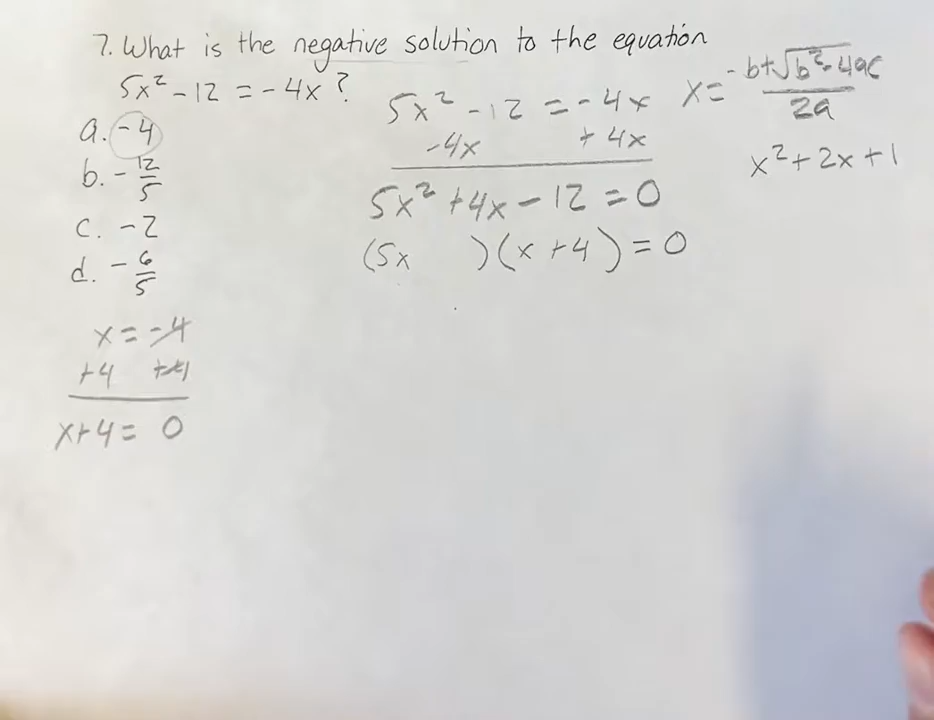 7. What is the negative solution to the equation
5x² - 12 = -4x?
a. -4
b. -12/5
c. -2
d. -6/5
x = -4
+4 +4
x+4 = 0
5x² - 12 = -4x
-4x + 4x
5x² + 4x - 12 = 0
(5x )(x + 4) = 0
x = -b+√b²-4ac / 2a
x² + 2x + 1